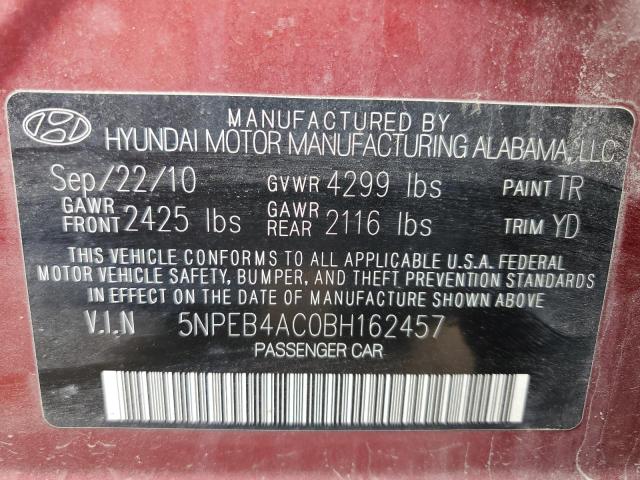 MANUFACTURED BY
HYUNDAI MOTOR MANUFACTURING ALABAMA, LLC
Sep/22/10 GVWR 4299 lbs PAINT TR
GAWR FRONT 2425 lbs GAWR REAR 2116 lbs TRIM YD
THIS VEHICLE CONFORMS TO ALL APPLICABLE U.S.A. FEDERAL
MOTOR VEHICLE SAFETY, BUMPER, AND THEFT PREVENTION STANDARDS
IN EFFECT ON THE DATE OF MANUFACTURE SHOWN ABOVE.
V.I.N 5NPEB4AC0BH162457
PASSENGER CAR